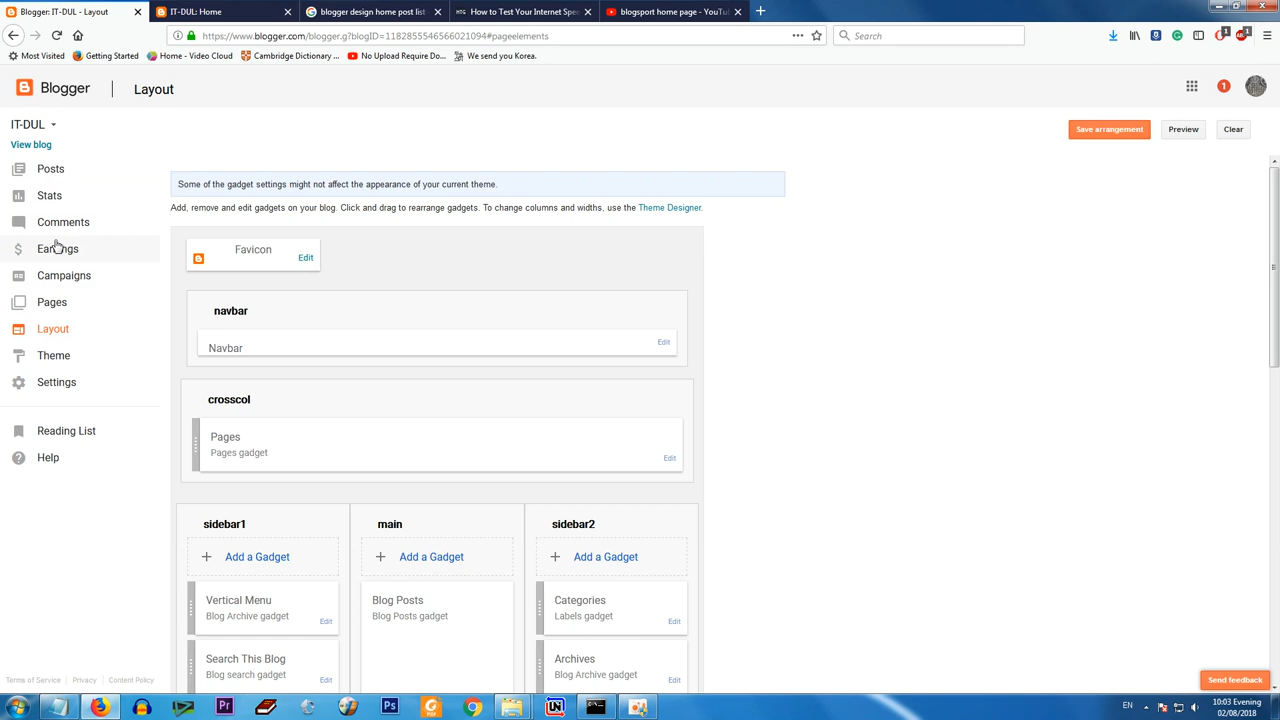 Blogger: IT-DUL - Layout
IT-DUL: Home
blogger design home post list
How to Test Your Internet Spe
blogsport home page - YouTu
https://www.blogger.com/blogger.g?blogID=1182855546566021094#pageelements
Search
Most Visited
Getting Started
Home - Video Cloud
Cambridge Dictionary ...
No Upload Require Do...
We send you Korea.
Blogger
Layout
1
IT-DUL
View blog
Save arrangement
Preview
Clear
Posts
Stats
Comments
Earnings
Campaigns
Pages
Layout
Theme
Settings
Reading List
Help
Some of the gadget settings might not affect the appearance of your current theme.
Add, remove and edit gadgets on your blog. Click and drag to rearrange gadgets. To change columns and widths, use the Theme Designer.
Favicon
Edit
navbar
Navbar
Edit
crosscol
Pages
Pages gadget
Edit
sidebar1
Add a Gadget
Vertical Menu
Blog Archive gadget
Edit
Search This Blog
Blog search gadget
Edit
main
Add a Gadget
Blog Posts
Blog Posts gadget
sidebar2
Add a Gadget
Categories
Labels gadget
Edit
Archives
Blog Archive gadget
Edit
Terms of Service
Privacy
Content Policy
Send feedback
EN
10:03 Evening
02/08/2018